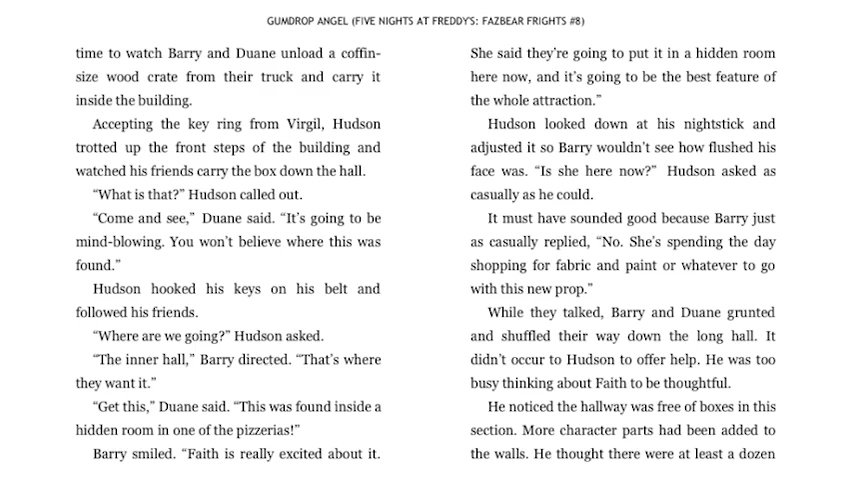 GUMDROP ANGEL (FIVE NIGHTS AT FREDDY'S: FAZBEAR FRIGHTS #8)
time to watch Barry and Duane unload a coffin-
size wood crate from their truck and carry it
inside the building.
Accepting the key ring from Virgil, Hudson
trotted up the front steps of the building and
watched his friends carry the box down the hall.
“What is that?” Hudson called out.
“Come and see,” Duane said. “It’s going to be
mind-blowing. You won’t believe where this was
found.”
Hudson hooked his keys on his belt and
followed his friends.
“Where are we going?” Hudson asked.
“The inner hall,” Barry directed. “That’s where
they want it.”
“Get this,” Duane said. “This was found inside a
hidden room in one of the pizzerias!”
Barry smiled. “Faith is really excited about it.
She said they’re going to put it in a hidden room
here now, and it’s going to be the best feature of
the whole attraction.”
Hudson looked down at his nightstick and
adjusted it so Barry wouldn’t see how flushed his
face was. “Is she here now?” Hudson asked as
casually as he could.
It must have sounded good because Barry just
as casually replied, “No. She’s spending the day
shopping for fabric and paint or whatever to go
with this new prop.”
While they talked, Barry and Duane grunted
and shuffled their way down the long hall. It
didn’t occur to Hudson to offer help. He was too
busy thinking about Faith to be thoughtful.
He noticed the hallway was free of boxes in this
section. More character parts had been added to
the walls. He thought there were at least a dozen